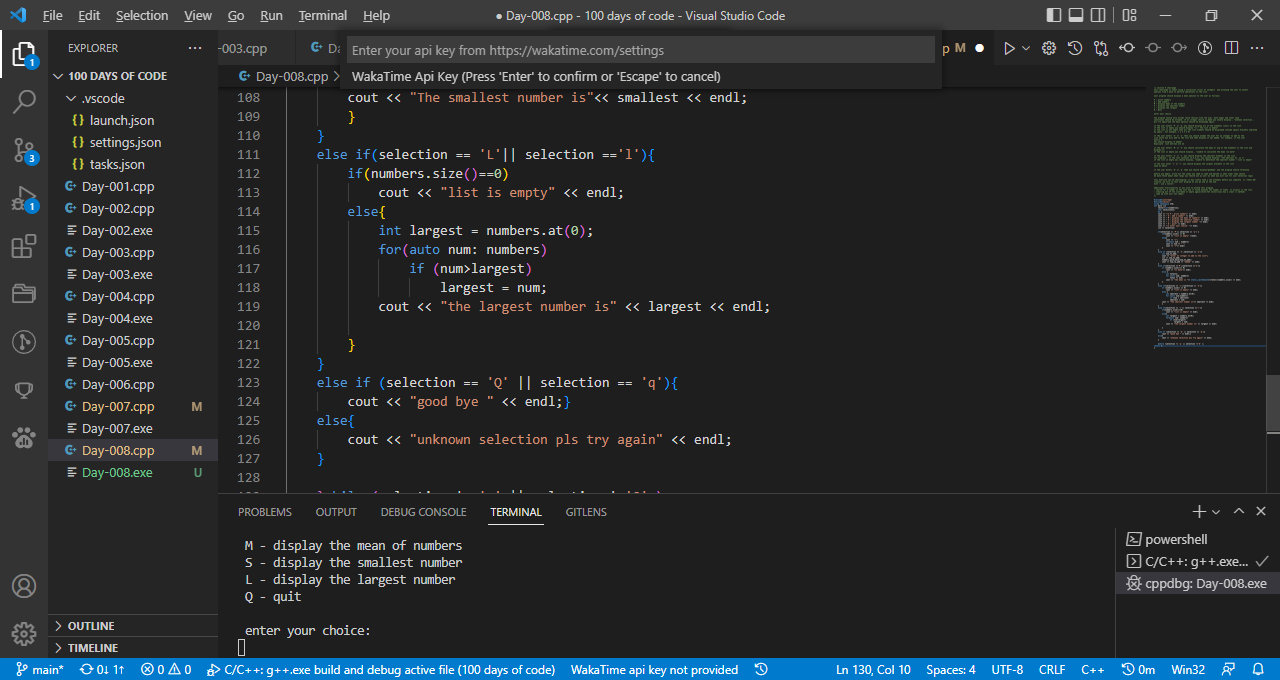 File Edit Selection View Go Run Terminal Help
● Day-008.cpp - 100 days of code - Visual Studio Code
EXPLORER
-003.cpp
Enter your api key from https://wakatime.com/settings
M
WakaTime Api Key (Press 'Enter' to confirm or 'Escape' to cancel)
100 DAYS OF CODE
.vscode
{} launch.json
{} settings.json
{} tasks.json
Day-001.cpp
Day-002.cpp
Day-002.exe
Day-003.cpp
Day-003.exe
Day-004.cpp
Day-004.exe
Day-005.cpp
Day-005.exe
Day-006.cpp
Day-007.cpp M
Day-007.exe
Day-008.cpp M
Day-008.exe U
OUTLINE
TIMELINE
1
3
1
Day-008.cpp >
108 cout << "The smallest number is"<< smallest << endl;
109 }
110 }
111 else if(selection == 'L'|| selection =='l'){
112 if(numbers.size()==0)
113 cout << "list is empty" << endl;
114 else{
115 int largest = numbers.at(0);
116 for(auto num: numbers)
117 if (num>largest)
118 largest = num;
119 cout << "the largest number is" << largest << endl;
120
121 }
122 }
123 else if (selection == 'Q' || selection == 'q'){
124 cout << "good bye " << endl;}
125 else{
126 cout << "unknown selection pls try again" << endl;
127 }
128
PROBLEMS OUTPUT DEBUG CONSOLE TERMINAL GITLENS
M - display the mean of numbers
S - display the smallest number
L - display the largest number
Q - quit
enter your choice:
powershell
C/C++: g++.exe...
cppdbg: Day-008.exe
main* 0↓ 1↑ 0 0 C/C++: g++.exe build and debug active file (100 days of code) WakaTime api key not provided Ln 130, Col 10 Spaces: 4 UTF-8 CRLF C++ 0m Win32